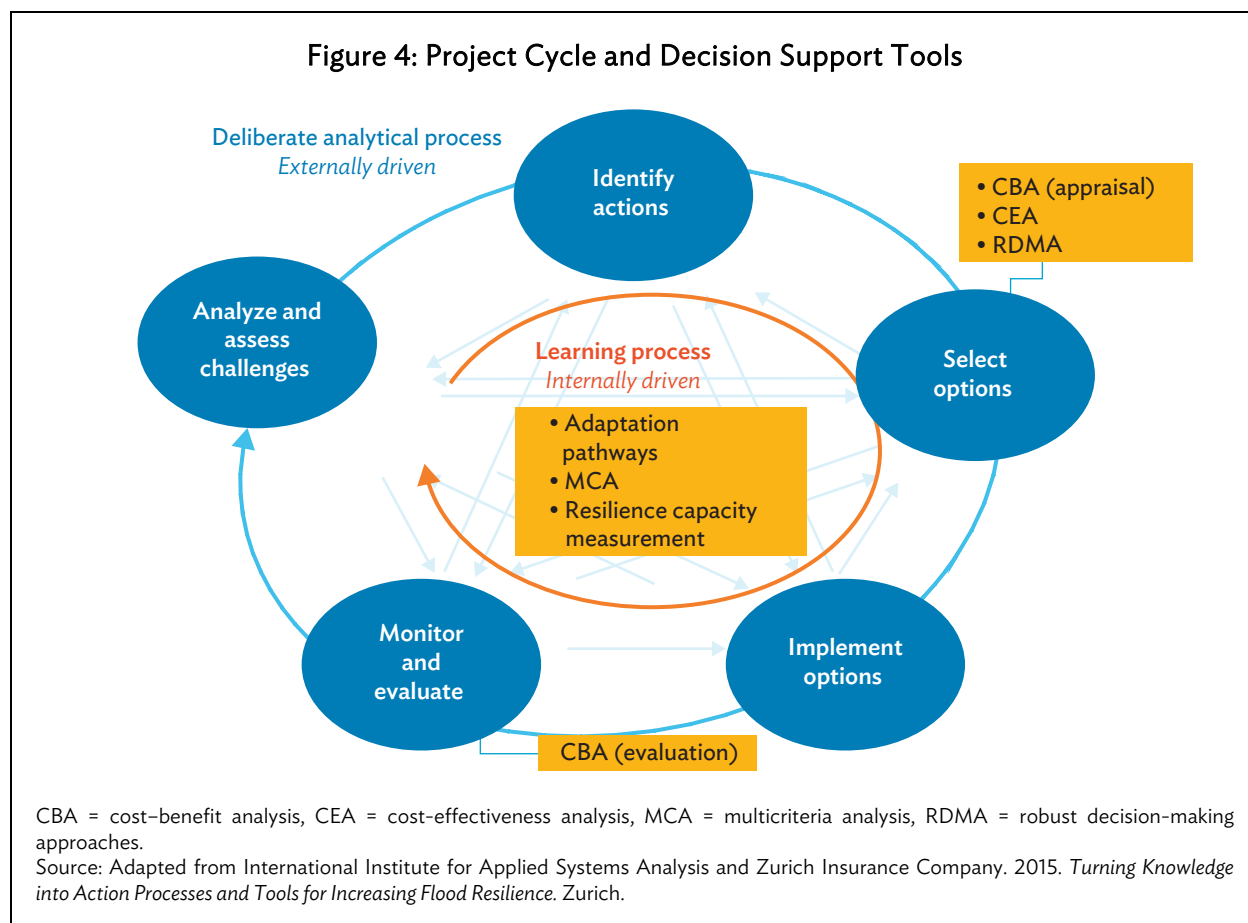 Figure 4: Project Cycle and Decision Support Tools
Deliberate analytical process
Externally driven
Identify
actions
• CBA (appraisal)
• CEA
• RDMA
Analyze and
assess
challenges
Learning process
Internally driven
Select
options
• Adaptation
pathways
• MCA
• Resilience capacity
measurement
Monitor
and
evaluate
Implement
options
CBA (evaluation)
CBA = cost–benefit analysis, CEA = cost-effectiveness analysis, MCA = multicriteria analysis, RDMA = robust decision-making
approaches.
Source: Adapted from International Institute for Applied Systems Analysis and Zurich Insurance Company. 2015. Turning Knowledge
into Action Processes and Tools for Increasing Flood Resilience. Zurich.